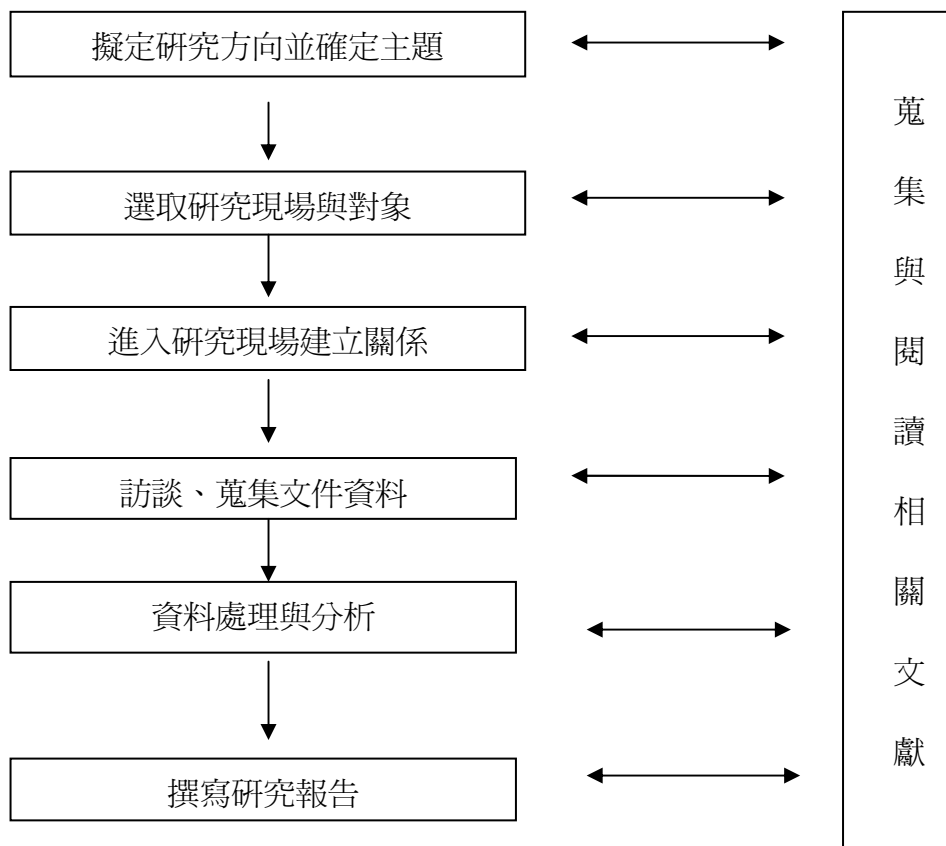 擬定研究方向並確定主題
選取研究現場與對象
進入研究現場建立關係
訪談、蒐集文件資料
資料處理與分析
撰寫研究報告
蒐集與閱讀相關文獻